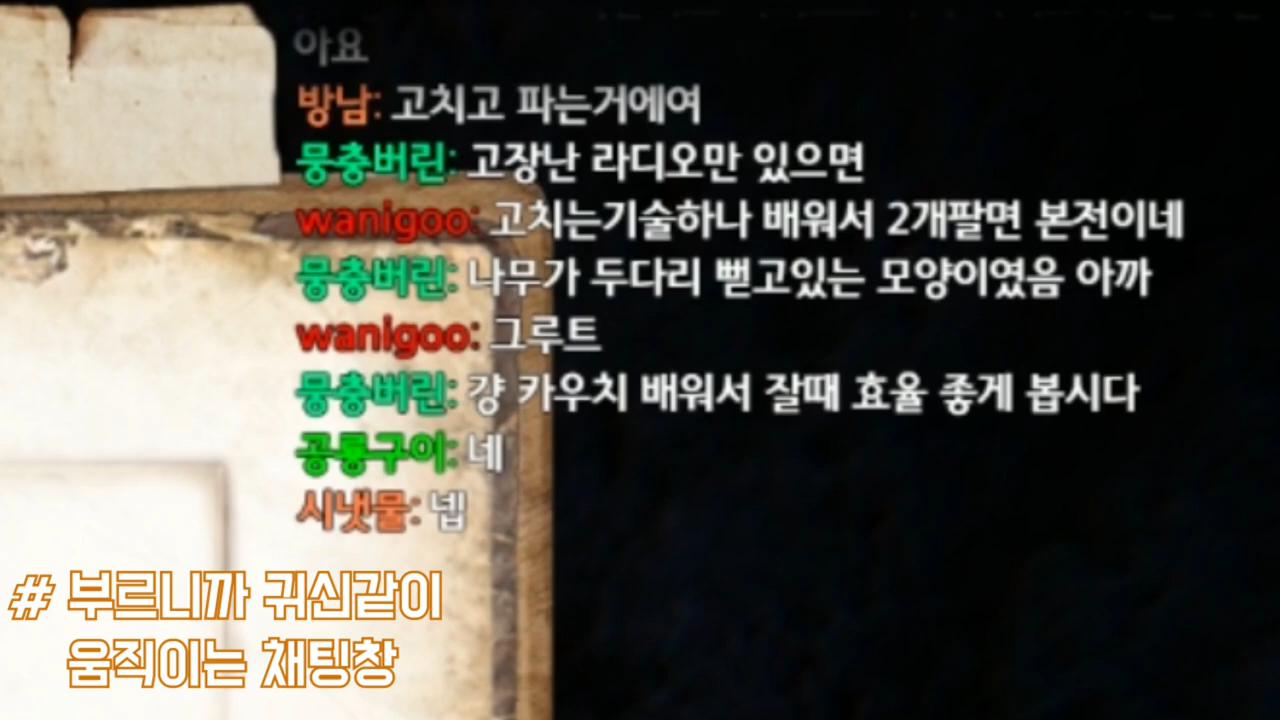 아요
방남: 고치고 파는거에여
뭉충버린: 고장난 라디오만 있으면
wanigoo: 고치는기술하나 배워서 2개팔면 본전이네
뭉충버린: 나무가 두다리 뻗고있는 모양이였음 아까
wanigoo: 그루트
뭉충버린: 걍 카우치 배워서 잘때 효율 좋게 봅시다
공룡구이: 네
시냇물: 넵
# 부르니까 귀신같이
움직이는 채팅창